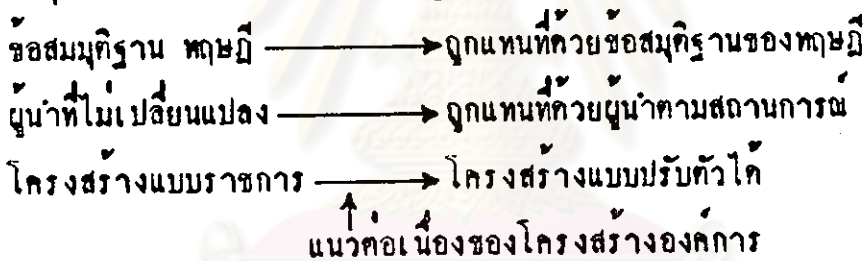 ข้อสมมุติฐาน ทฤษฎี ⟶ ถูกแทนที่ด้วยข้อสมุติฐานของทฤษฎี
ผู้นำที่ไม่เปลี่ยนแปลง ⟶ ถูกแทนที่ด้วยผู้นำตามสถานการณ์
โครงสร้างแบบราชการ ⟶ โครงสร้างแบบปรับตัวได้
แนวต่อเนื่องของโครงสร้างองค์การ